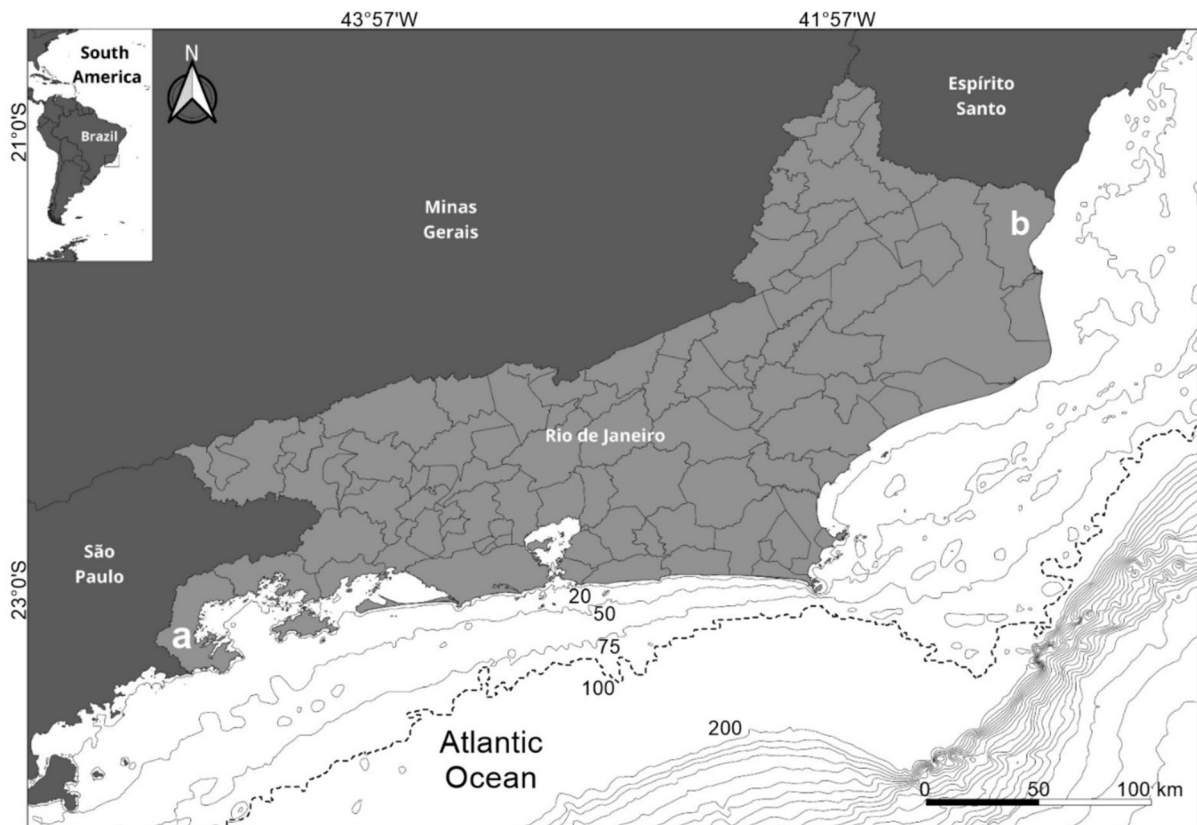 43°57'W
41°57'W
South
America
Brazil
N
21°0'S
Espírito
Santo
Minas
Gerais
b
Rio de Janeiro
São
Paulo
23°20'S
a
20
50
75
100
200
Atlantic
Ocean
0 50 100 km